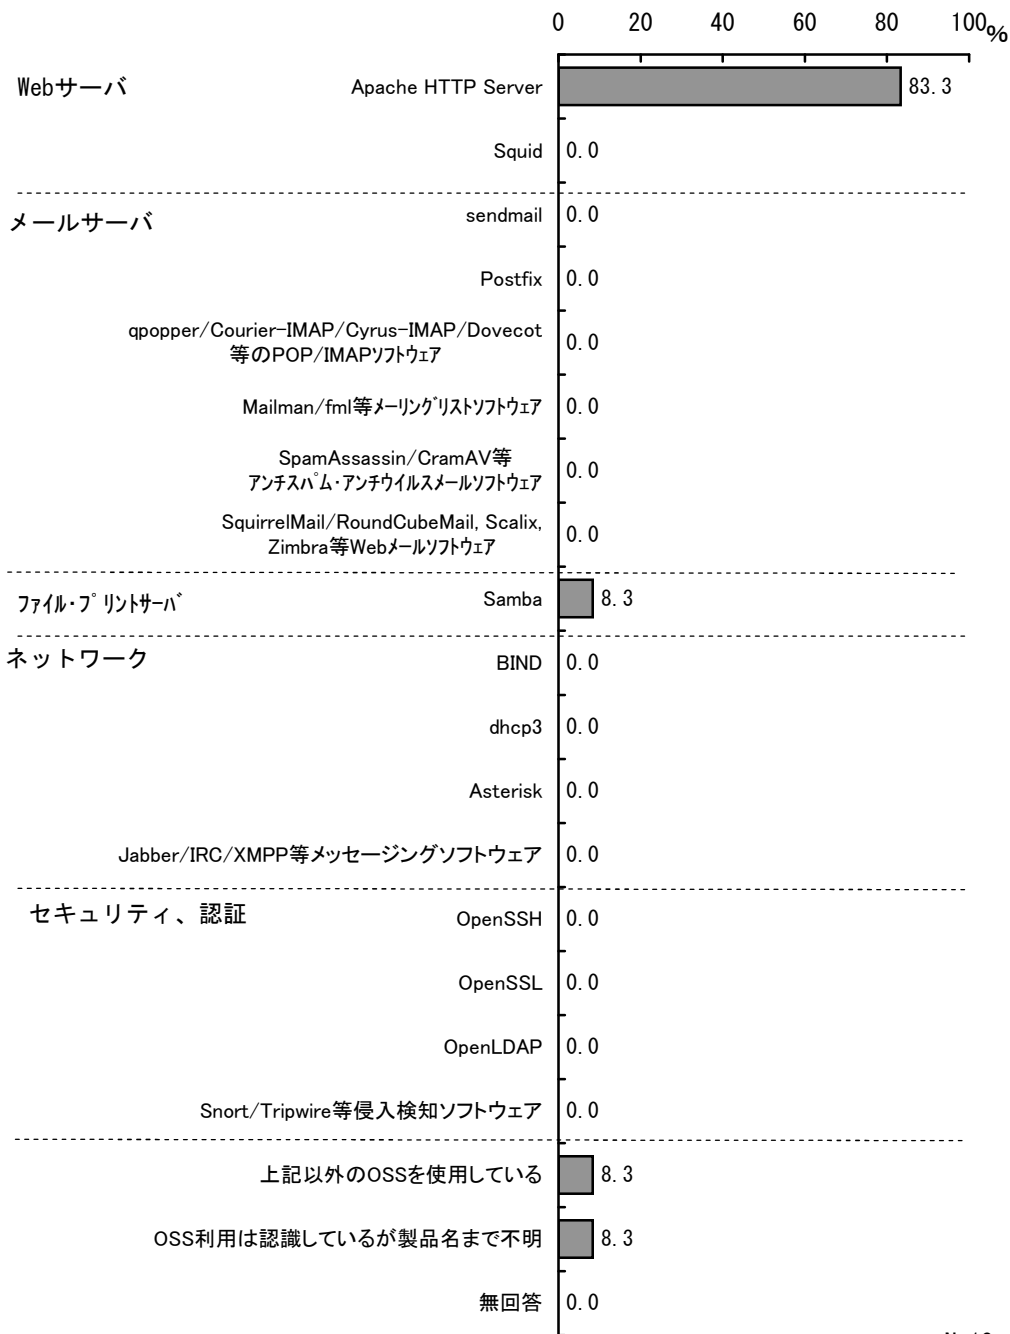 0 20 40 60 80 100%
Webサーバ Apache HTTP Server 83.3
Squid 0.0
メールサーバ sendmail 0.0
Postfix 0.0
qpopper/Courier-IMAP/Cyrus-IMAP/Dovecot
等のPOP/IMAPソフトウェア 0.0
Mailman/fml等メーリングリストソフトウェア 0.0
SpamAssassin/CramAV等
アンチスパム・アンチウイルスメールソフトウェア 0.0
SquirrelMail/RoundCubeMail, Scalix,
Zimbra等Webメールソフトウェア 0.0
ファイル・プリントサーバ Samba 8.3
ネットワーク BIND 0.0
dhcp3 0.0
Asterisk 0.0
Jabber/IRC/XMPP等メッセージングソフトウェア 0.0
セキュリティ、認証 OpenSSH 0.0
OpenSSL 0.0
OpenLDAP 0.0
Snort/Tripwire等侵入検知ソフトウェア 0.0
上記以外のOSSを使用している 8.3
OSS利用は認識しているが製品名まで不明 8.3
無回答 0.0